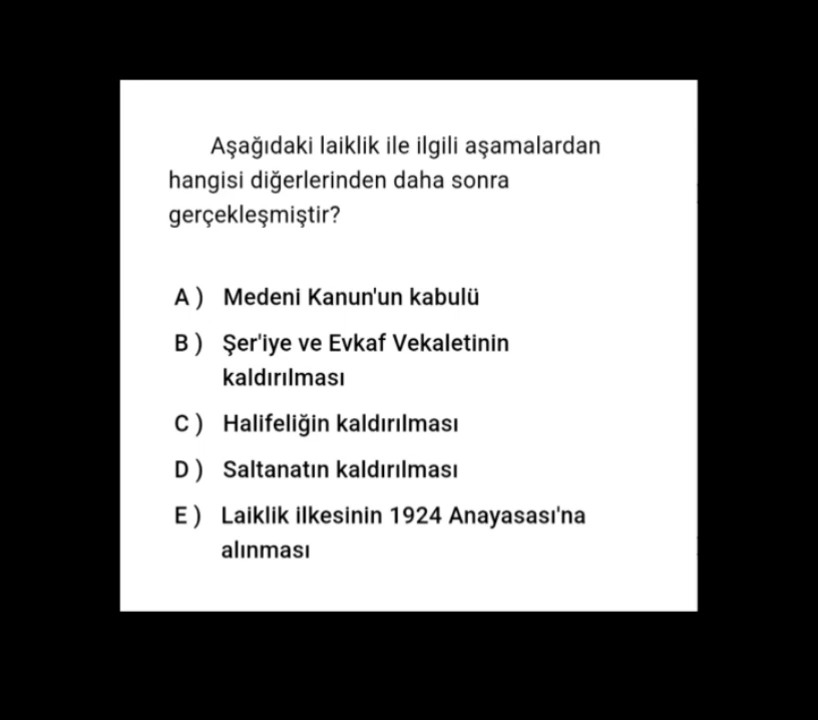 Aşağıdaki laiklik ile ilgili aşamalardan
hangisi diğerlerinden daha sonra
gerçekleşmiştir?
A) Medeni Kanun'un kabulü
B) Şer'iye ve Evkaf Vekaletinin
kaldırılması
C) Halifeliğin kaldırılması
D) Saltanatın kaldırılması
E) Laiklik ilkesinin 1924 Anayasası'na
alınması